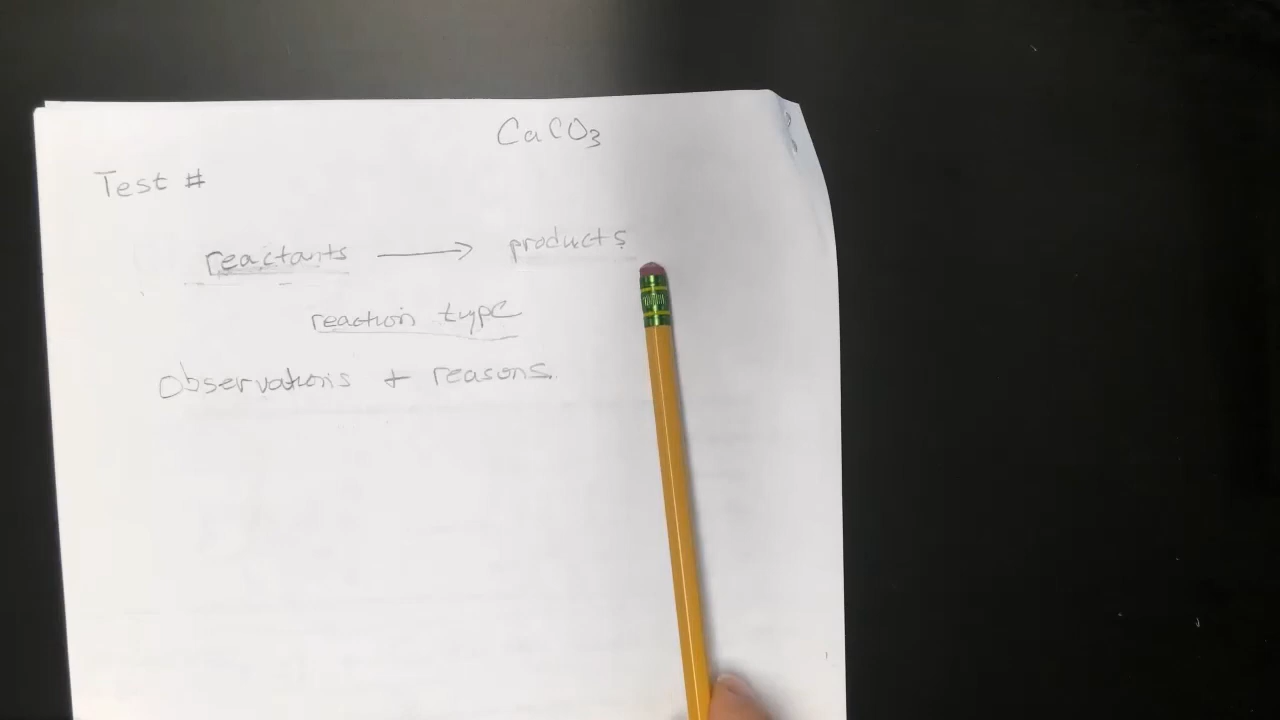 CaCO₃
Test #
reactants → products
reaction type
Observations + reasons.